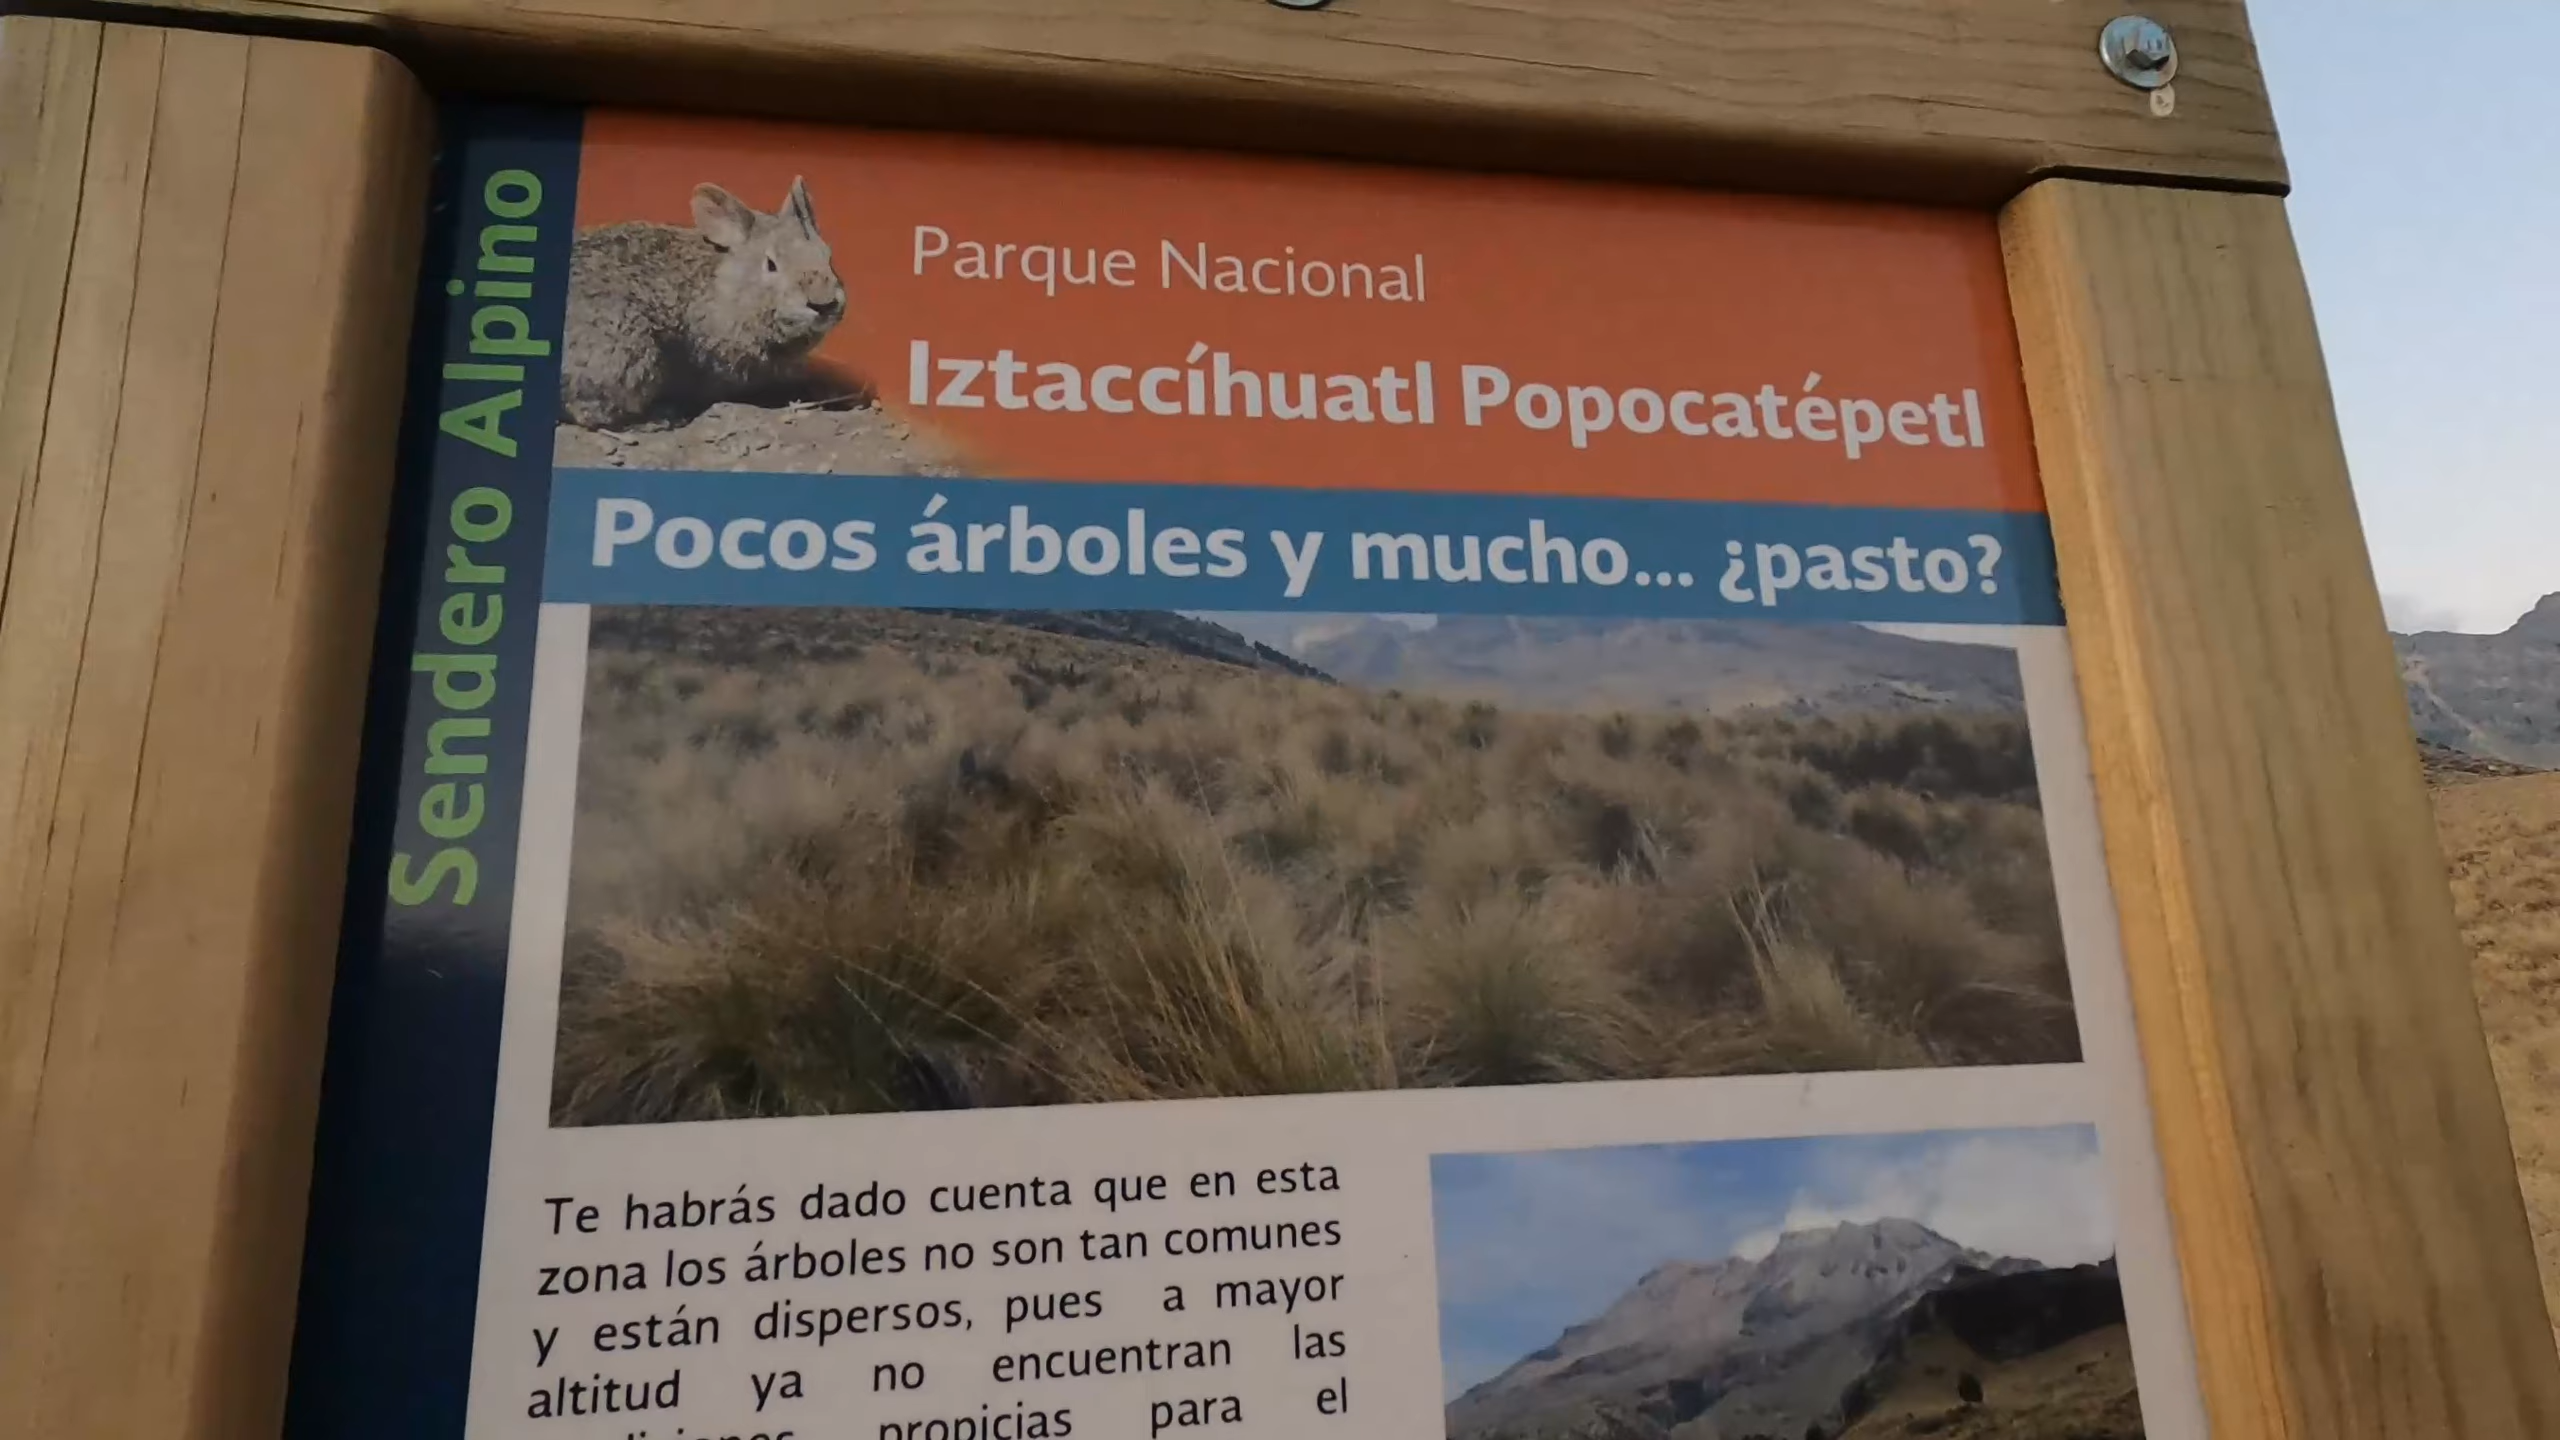 Sendero Alpino
Parque Nacional
Iztaccíhuatl Popocatépetl
Pocos árboles y mucho... ¿pasto?
Te habrás dado cuenta que en esta
zona los árboles no son tan comunes
y están dispersos, pues a mayor
altitud ya no encuentran las
propicias para el